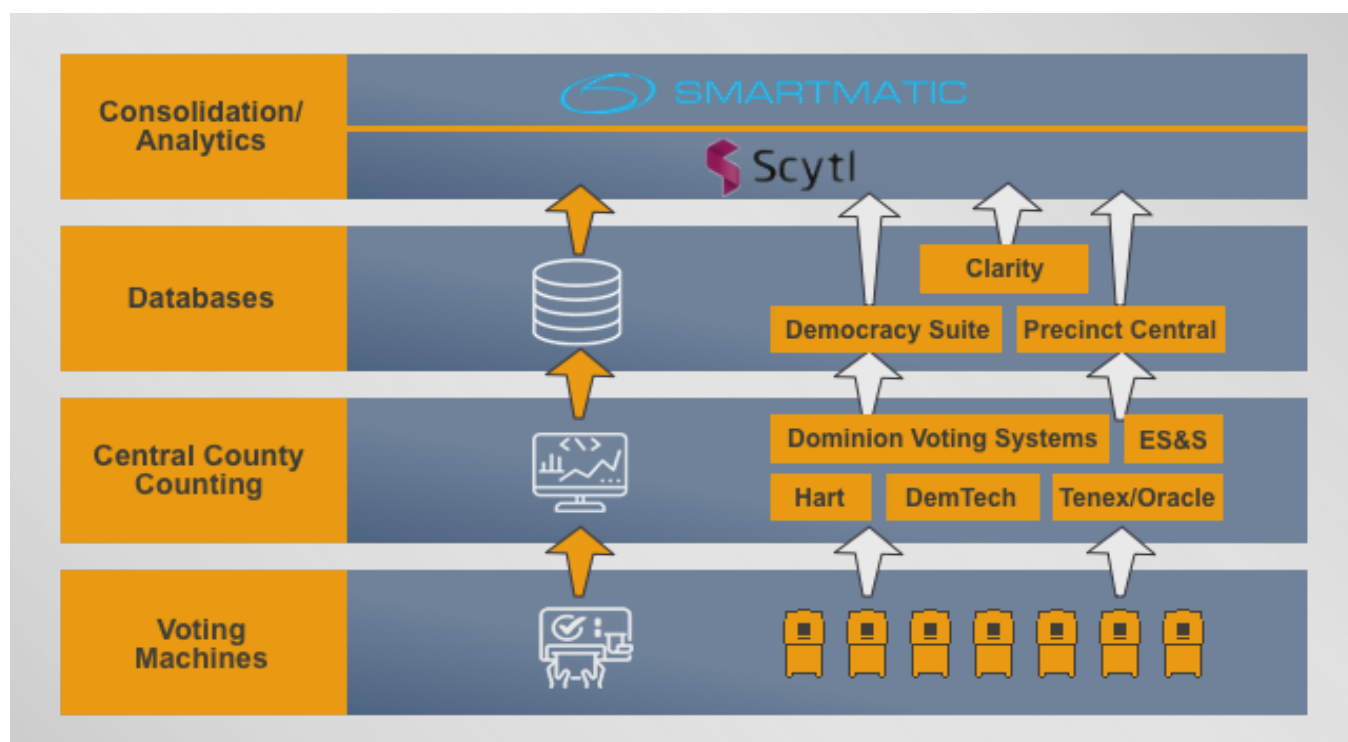 Consolidation/
Analytics
SMARTMATIC
Scytl
Databases
Clarity
Democracy Suite
Precinct Central
Central County
Counting
Dominion Voting Systems
ES&S
Hart
DemTech
Tenex/Oracle
Voting
Machines